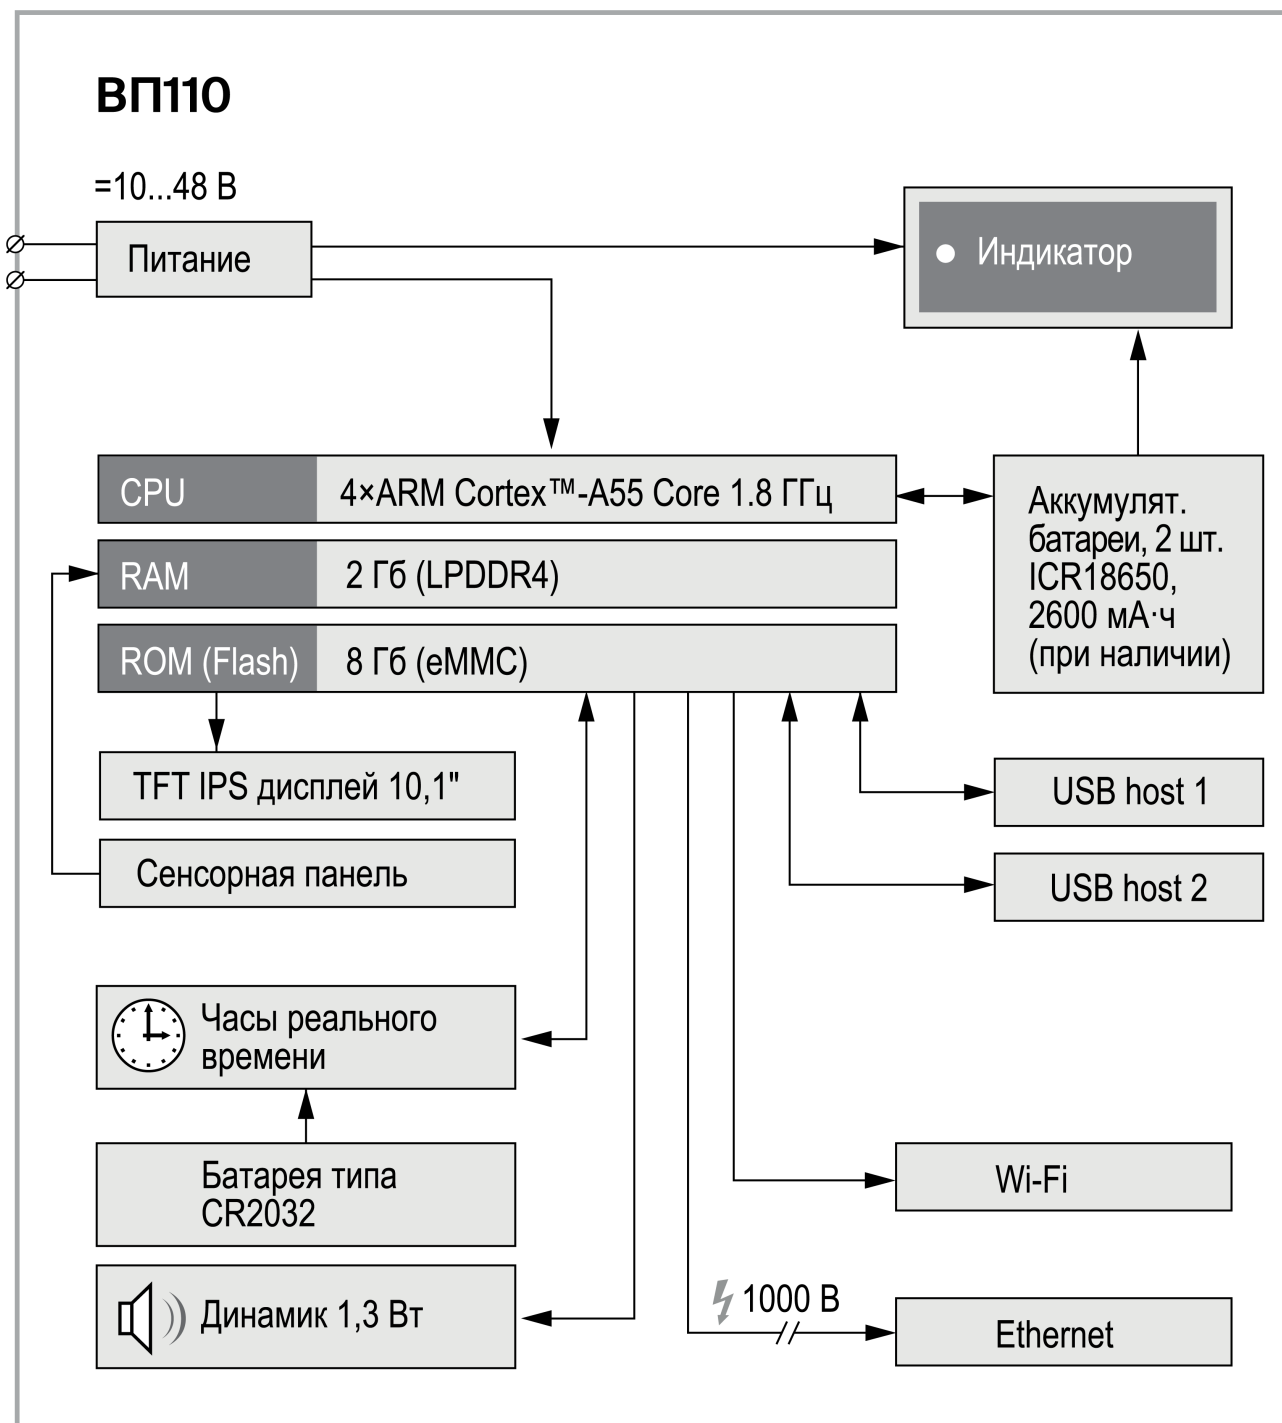 ВП110
=10...48 В
Питание
Индикатор
CPU
4×ARM Cortex™-A55 Core 1.8 ГГц
RAM
2 Гб (LPDDR4)
ROM (Flash)
8 Гб (eMMC)
Аккумулят.
батареи, 2 шт.
ICR18650,
2600 мА·ч
(при наличии)
TFT IPS дисплей 10,1"
Сенсорная панель
USB host 1
USB host 2
Часы реального
времени
Батарея типа
CR2032
Динамик 1,3 Вт
Wi-Fi
1000 В
Ethernet